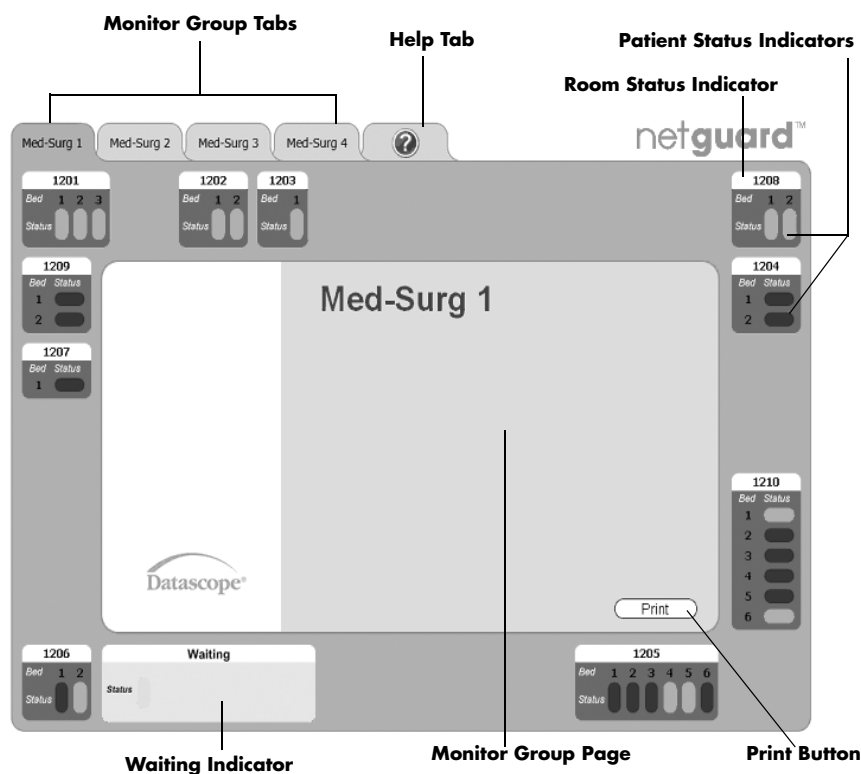 Monitor Group Tabs
Help Tab
Patient Status Indicators
Room Status Indicator
Med-Surg 1
Med-Surg 2
Med-Surg 3
Med-Surg 4
?
netguard™
1201
Bed 1 2 3
Status
1202
Bed 1 2
Status
1203
Bed 1
Status
1208
Bed 1 2
Status
1209
Bed Status
1
2
1204
Bed Status
1
2
Med-Surg 1
1207
Bed Status
1
1210
Bed Status
1
2
3
4
5
6
Datascope®
Print
1206
Bed 1 2
Status
Waiting
Status
1205
Bed 1 2 3 4 5 6
Status
Waiting Indicator
Monitor Group Page
Print Button